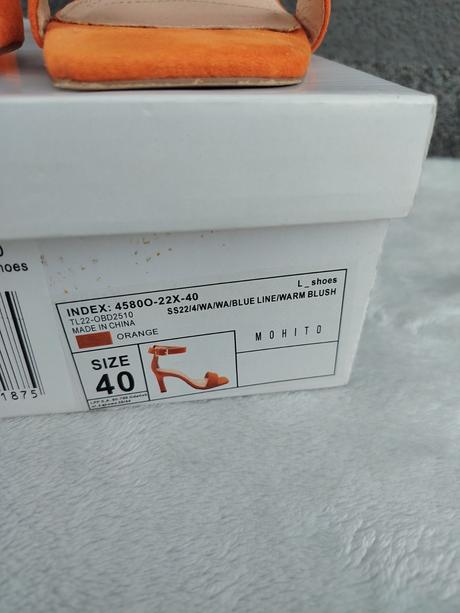 hoes
1875
L_shoes
INDEX: 4580O-22X-40
SS22/4/WA/WA/BLUE LINE/WARM BLUSH
TL22-OBD2510
MADE IN CHINA
ORANGE
MOHITO
SIZE
40